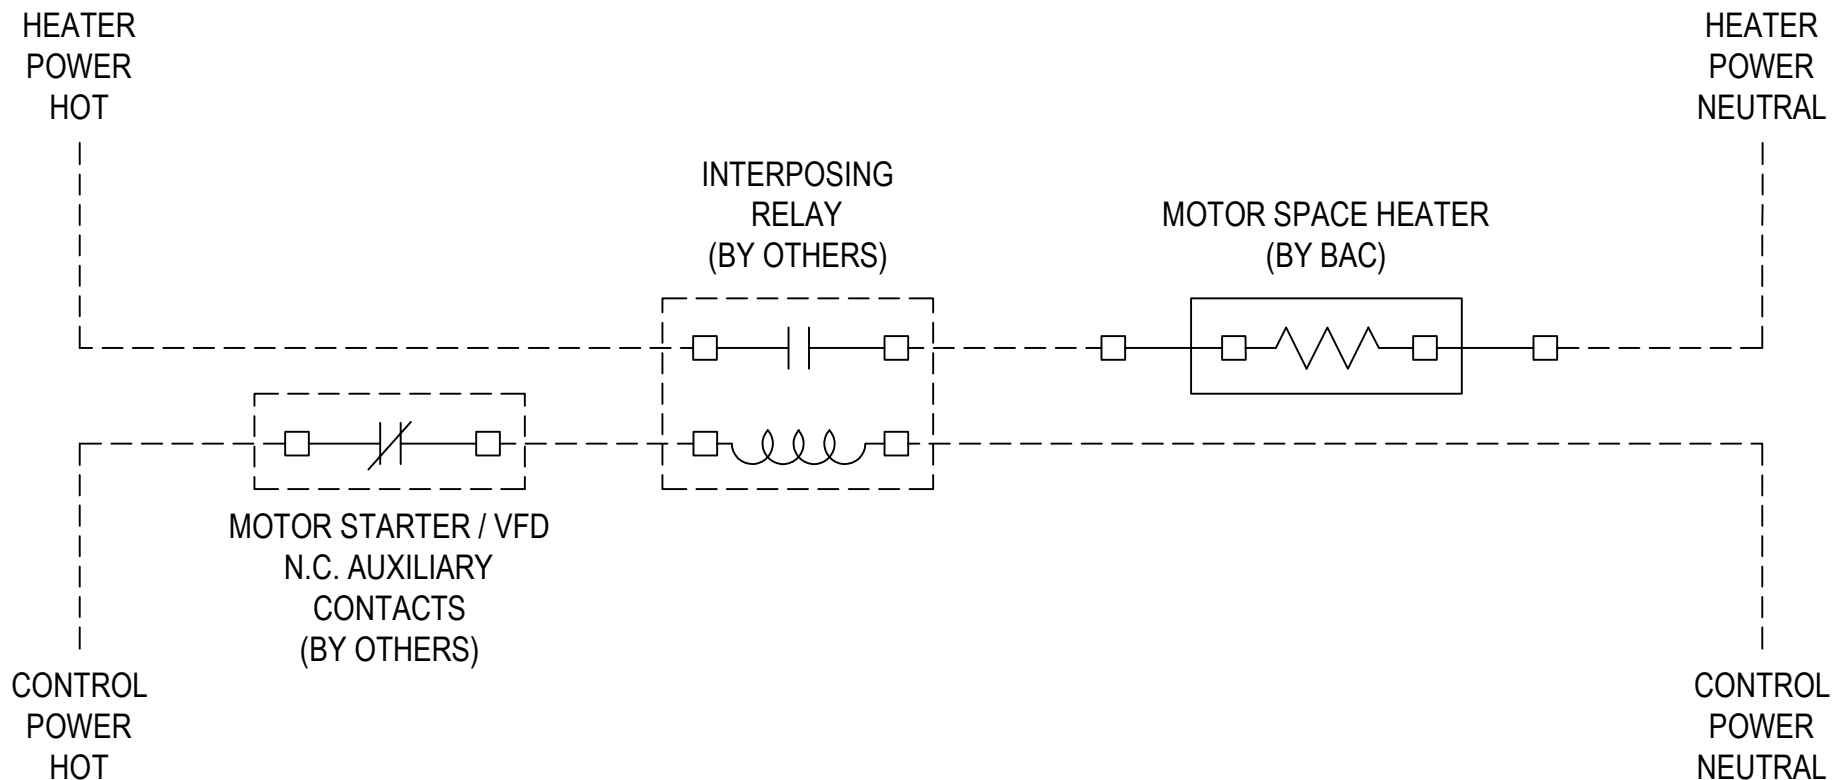 HEATER
POWER
HOT
HEATER
POWER
NEUTRAL
INTERPOSING
RELAY
(BY OTHERS)
MOTOR SPACE HEATER
(BY BAC)
MOTOR STARTER / VFD
N.C. AUXILIARY
CONTACTS
(BY OTHERS)
CONTROL
POWER
HOT
CONTROL
POWER
NEUTRAL